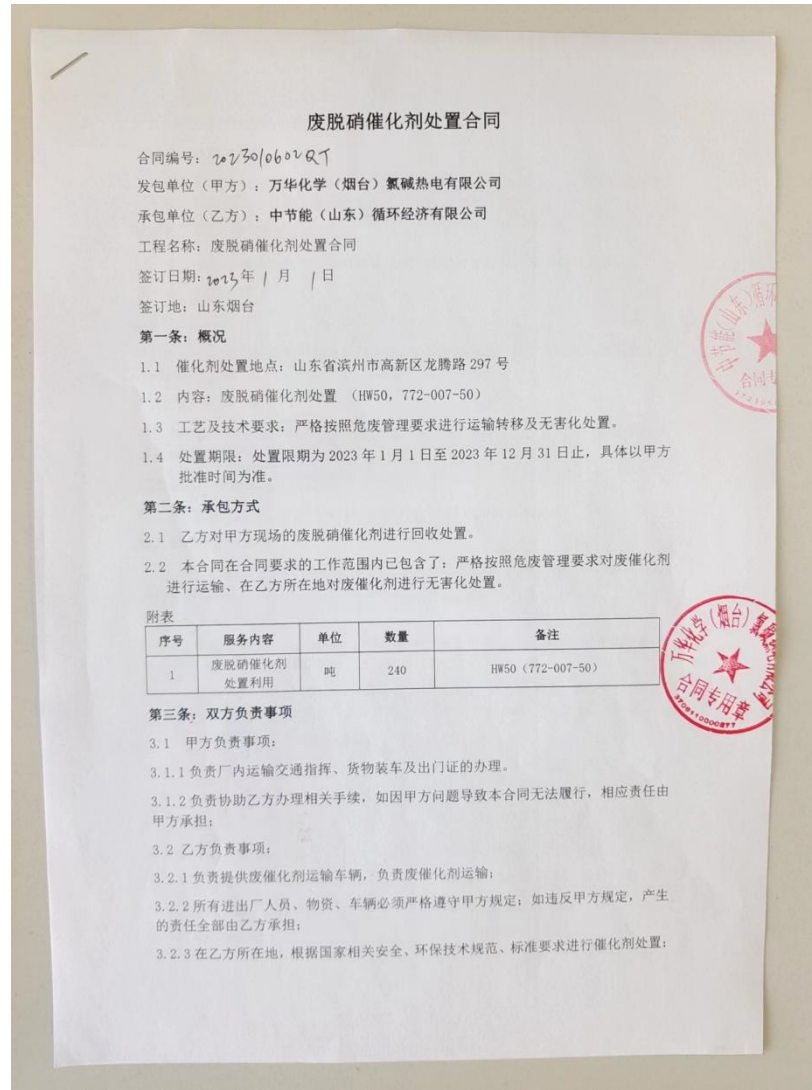 废脱硝催化剂处置合同
合同编号：2023010602QT
发包单位（甲方）：万华化学（烟台）氯碱热电有限公司
承包单位（乙方）：中节能（山东）循环经济有限公司
工程名称：废脱硝催化剂处置合同
签订日期：2023年 1 月 1日
签订地：山东烟台
第一条：概况
1.1 催化剂处置地点：山东省滨州市高新区龙腾路 297 号
1.2 内容：废脱硝催化剂处置 （HW50，772-007-50）
1.3 工艺及技术要求：严格按照危废管理要求进行运输转移及无害化处置。
1.4 处置期限：处置限期为 2023 年 1 月 1 日至 2023 年 12 月 31 日止，具体以甲方
批准时间为准。
第二条：承包方式
2.1 乙方对甲方现场的废脱硝催化剂进行回收处置。
2.2 本合同在合同要求的工作范围内已包含了：严格按照危废管理要求对废催化剂
进行运输、在乙方所在地对废催化剂进行无害化处置。
附表
序号 服务内容 单位 数量 备注
1 废脱硝催化剂 吨 240 HW50（772-007-50）
处置利用
第三条：双方负责事项
3.1 甲方负责事项：
3.1.1 负责厂内运输交通指挥、货物装车及出门证的办理。
3.1.2 负责协助乙方办理相关手续，如因甲方问题导致本合同无法履行，相应责任由
甲方承担；
3.2 乙方负责事项：
3.2.1 负责提供废催化剂运输车辆，负责废催化剂运输；
3.2.2 所有进出厂人员、物资、车辆必须严格遵守甲方规定；如违反甲方规定，产生
的责任全部由乙方承担；
3.2.3 在乙方所在地，根据国家相关安全、环保技术规范、标准要求进行催化剂处置；
中节能（山东）循环
合同专
万华化学（烟台）氯碱热电有限公司
合同专用章
3706110000877